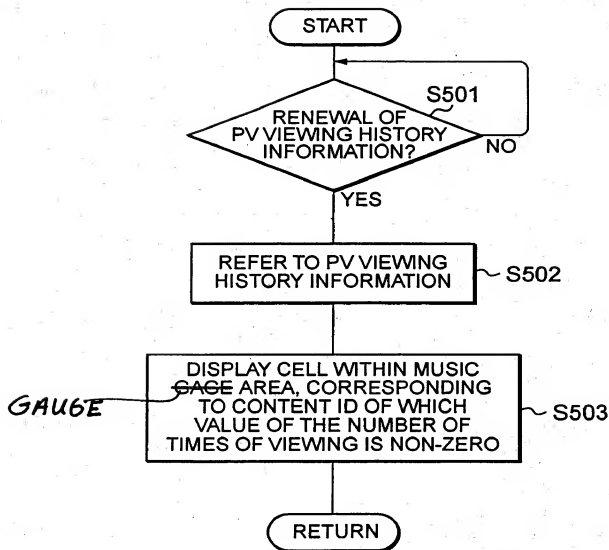 START
S501
RENEWAL OF
PV VIEWING HISTORY
INFORMATION?
NO
YES
REFER TO PV VIEWING
HISTORY INFORMATION
S502
DISPLAY CELL WITHIN MUSIC
GAGE AREA, CORRESPONDING
TO CONTENT ID OF WHICH
VALUE OF THE NUMBER OF
TIMES OF VIEWING IS NON-ZERO
GAUGE
S503
RETURN